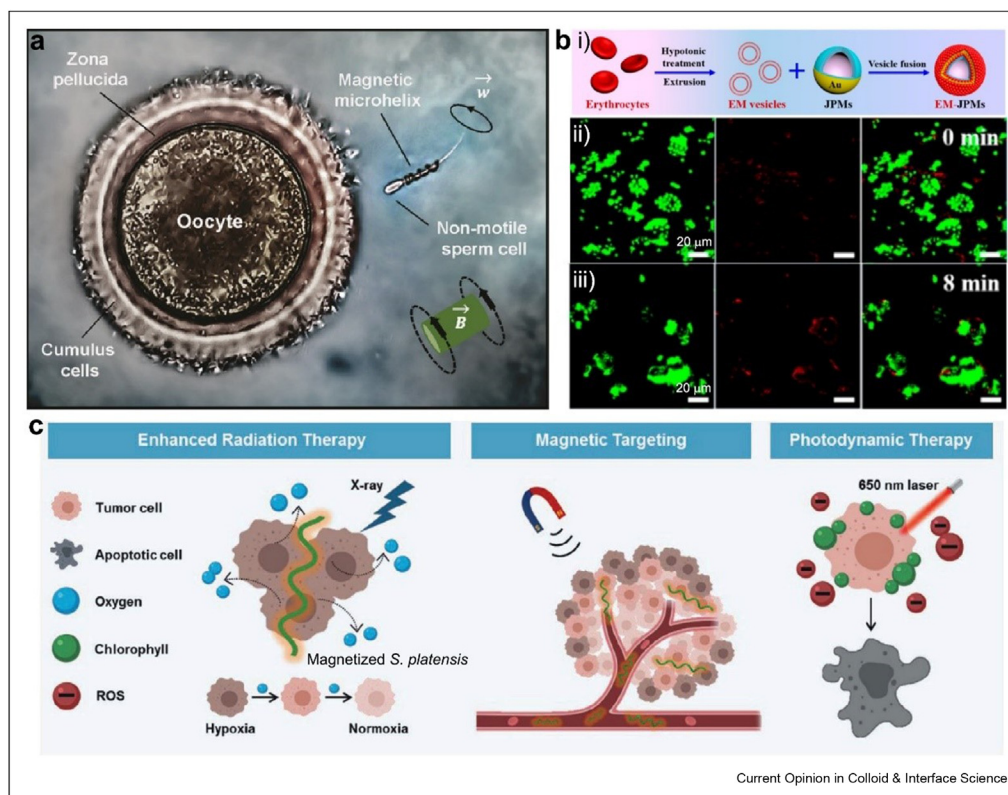 a
Zona
pellucida
Magnetic
microhelix
w
Oocyte
Non-motile
sperm cell
B
Cumulus
cells
b i)
Hypotonic
treatment
Extrusion
Vesicle fusion
Au
Erythrocytes
EM vesicles
JPMs
EM-JPMs
ii)
0 min
20 μm
iii)
8 min
20 μm
c
Enhanced Radiation Therapy
Magnetic Targeting
Photodynamic Therapy
Tumor cell
Apoptotic cell
Oxygen
Chlorophyll
ROS
X-ray
Magnetized S. platensis
Hypoxia
Normoxia
650 nm laser
Current Opinion in Colloid & Interface Science